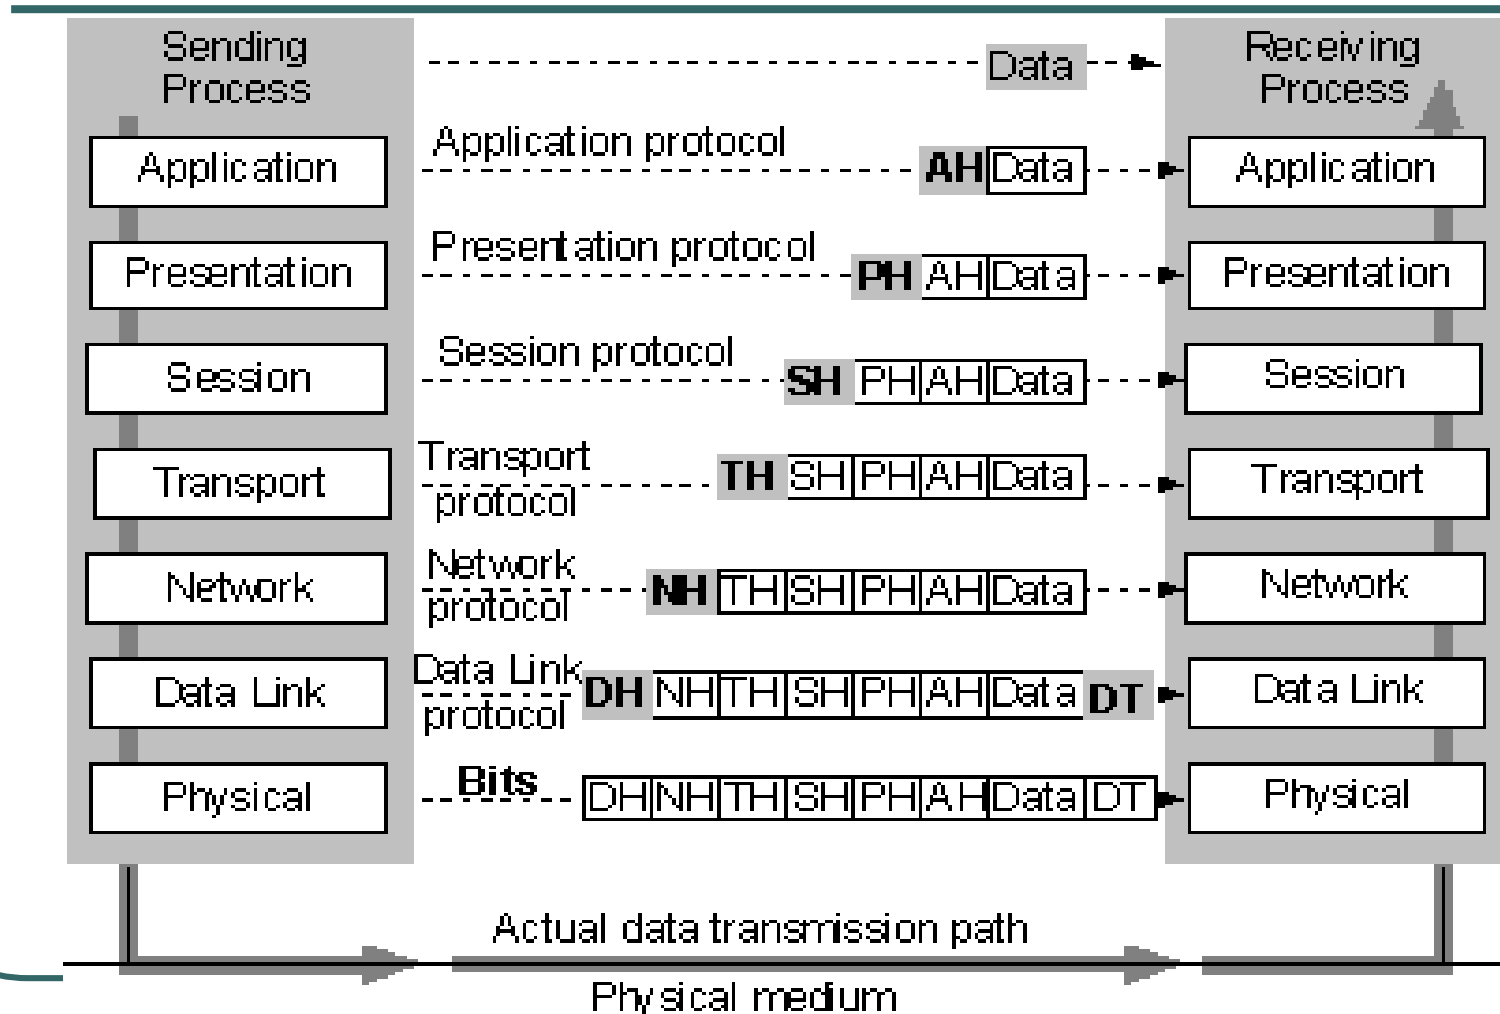 Sending
Process
Data
Receiving
Process
Application
Application protocol
AH Data
Application
Presentation
Presentation protocol
PH AH Data
Presentation
Session
Session protocol
SH PH AH Data
Session
Transport
Transport
protocol
TH SH PH AH Data
Transport
Network
Network
protocol
NH TH SH PH AH Data
Network
Data Link
Data Link
protocol
DH NH TH SH PH AH Data DT
Data Link
Physical
Bits
DH NH TH SH PH AH Data DT
Physical
Actual data transmission path
Physical medium